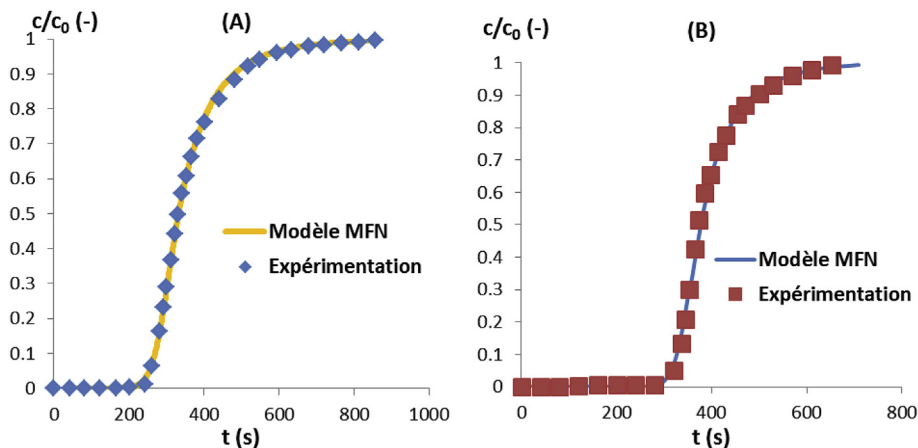 c/c₀ (-)
(A)
1
0.9
0.8
0.7
0.6
0.5
0.4
0.3
0.2
0.1
0
Modèle MFN
Expérimentation
0 200 400 600 800 1000
t (s)
c/c₀ (-)
(B)
1
0.9
0.8
0.7
0.6
0.5
0.4
0.3
0.2
0.1
0
Modèle MFN
Expérimentation
0 200 400 600 800
t (s)